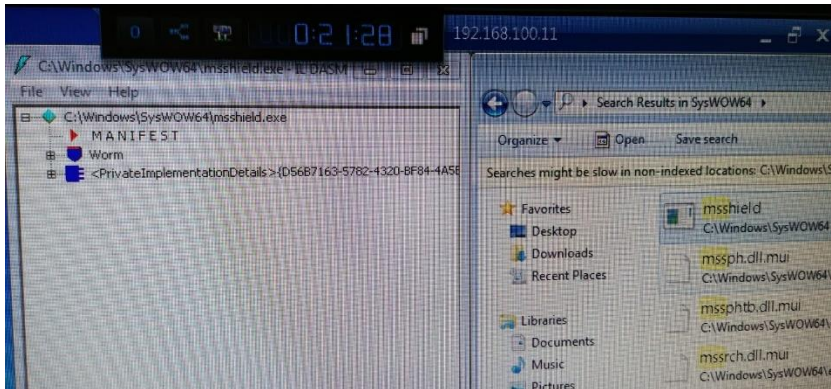 0
0:21:28
192.168.100.11
C:\Windows\SysWOW64\msshield.exe - IL DASM
File View Help
C:\Windows\SysWOW64\msshield.exe
MANIFEST
Worm
<PrivateImplementationDetails>{D56B7163-5782-4320-BF84-4A5E
Search Results in SysWOW64
Organize Open Save search
Searches might be slow in non-indexed locations: C:\Windows\S
Favorites
Desktop
Downloads
Recent Places
Libraries
Documents
Music
Pictures
msshield
C:\Windows\SysWOW64
mssph.dll.mui
C:\Windows\SysWOW64\
mssphtb.dll.mui
C:\Windows\SysWOW64\
mssrch.dll.mui
C:\Windows\SysWOW64\